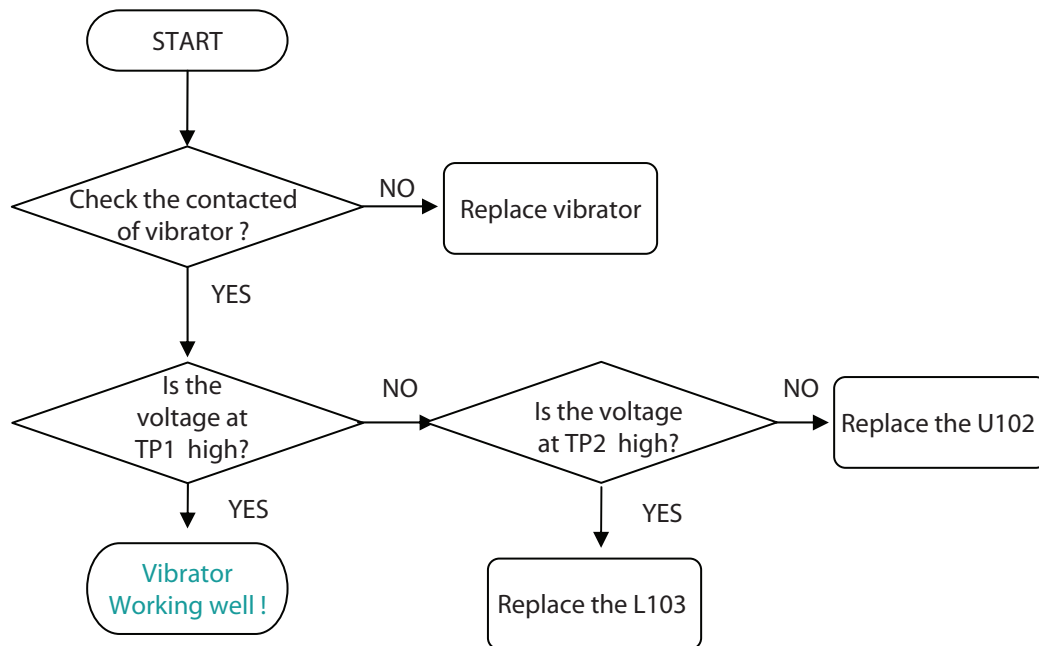 START
Check the contacted
of vibrator ?
NO
Replace vibrator
YES
Is the
voltage at
TP1 high?
NO
Is the voltage
at TP2 high?
NO
Replace the U102
YES
YES
Vibrator
Working well !
Replace the L103